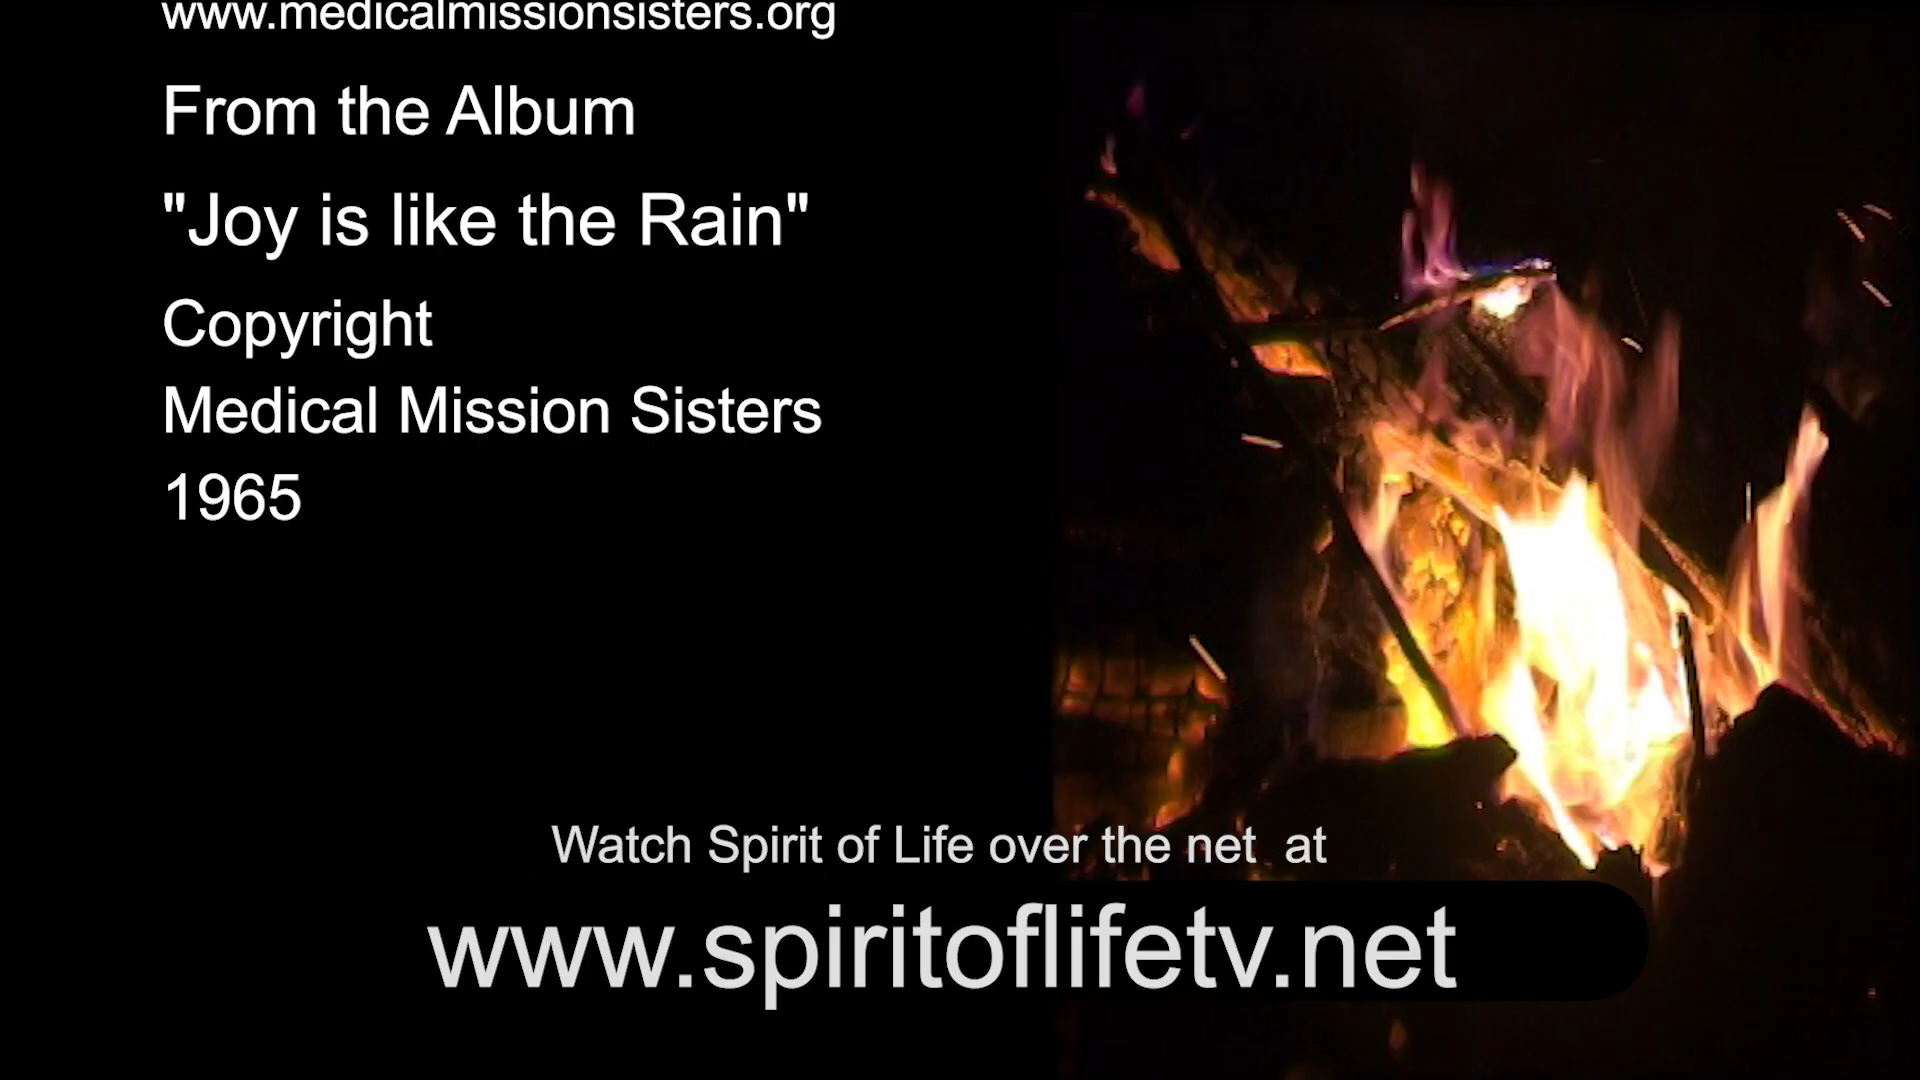 www.medicalmissionsisters.org
From the Album
"Joy is like the Rain"
Copyright
Medical Mission Sisters
1965
Watch Spirit of Life over the net  at
www.spiritoflifetv.net